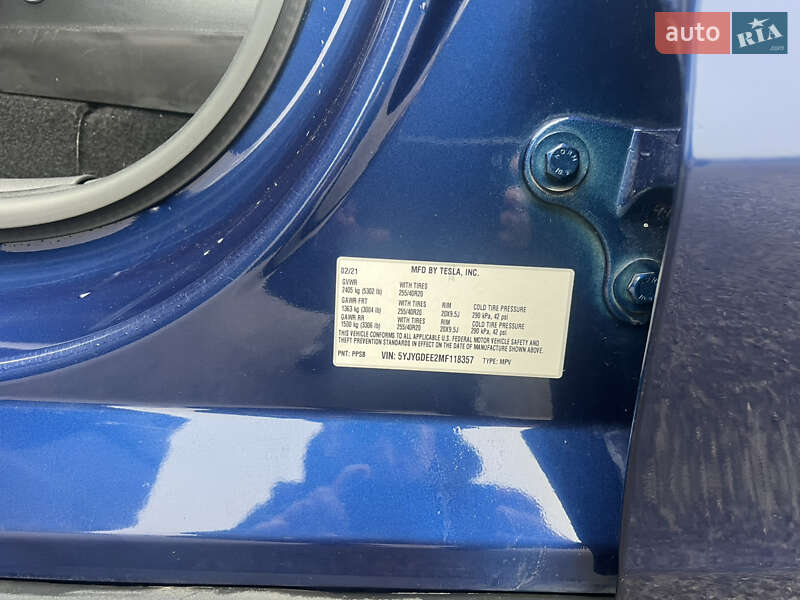 auto RIA
.com
02/21 MFD BY TESLA, INC.
GVWR WITH TIRES
2405 kg (5302 lb) 255/40R20
GAWR FRT WITH TIRES RIM COLD TIRE PRESSURE
1363 kg (3004 lb) 255/40R20 20X9.5J 290 kPa, 42 psi
GAWR RR WITH TIRES RIM COLD TIRE PRESSURE
1500 kg (3306 lb) 255/40R20 20X9.5J 290 kPa, 42 psi
THIS VEHICLE CONFORMS TO ALL APPLICABLE U.S. FEDERAL MOTOR VEHICLE SAFETY AND
THEFT PREVENTION STANDARDS IN EFFECT ON THE DATE OF MANUFACTURE SHOWN ABOVE.
PNT: PPSB VIN: 5YJYGDEE2MF118357 TYPE: MPV